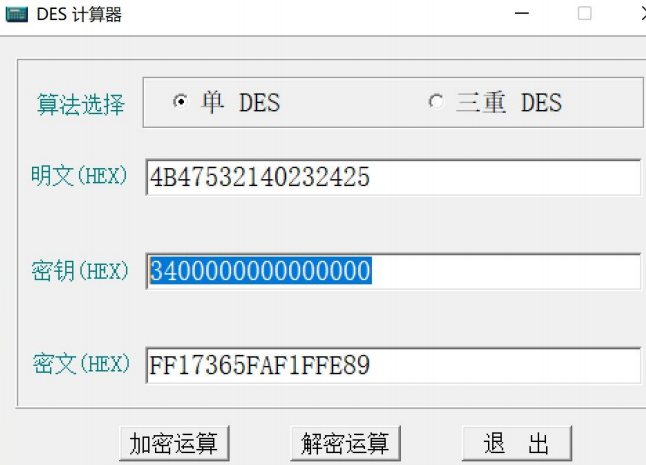 DES 计算器
算法选择 单 DES 三重 DES
明文(HEX) 4B47532140232425
密钥(HEX) 3400000000000000
密文(HEX) FF17365FAF1FFE89
加密运算 解密运算 退 出